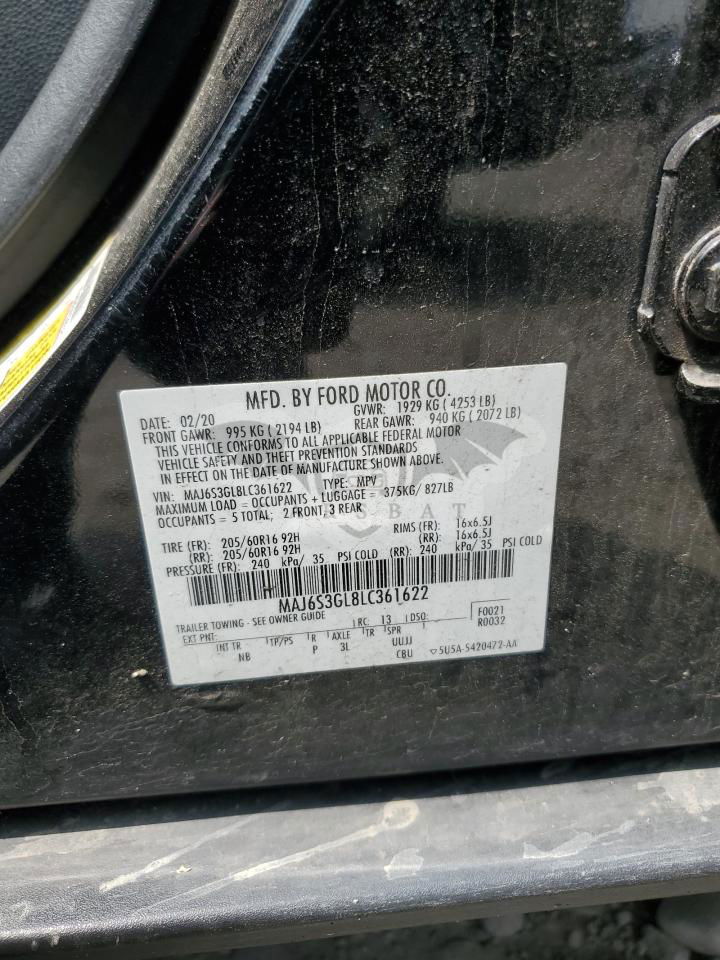 MFD. BY FORD MOTOR CO.
DATE: 02/20 GVWR: 1929 KG ( 4253 LB)
FRONT GAWR: 995 KG ( 2194 LB) REAR GAWR: 940 KG ( 2072 LB)
THIS VEHICLE CONFORMS TO ALL APPLICABLE FEDERAL MOTOR
VEHICLE SAFETY AND THEFT PREVENTION STANDARDS
IN EFFECT ON THE DATE OF MANUFACTURE SHOWN ABOVE.
VIN: MAJ6S3GL8LC361622 TYPE: MPV
MAXIMUM LOAD = OCCUPANTS + LUGGAGE = 375KG/ 827LB
OCCUPANTS = 5 TOTAL; 2 FRONT, 3 REAR
ASBAT
TIRE (FR): 205/60R16 92H RIMS (FR): 16x6.5J
(RR): 205/60R16 92H (RR): 16x6.5J
PRESSURE (FR): 240 kPa/ 35 PSI COLD (RR): 240 kPa/ 35 PSI COLD
MAJ6S3GL8LC361622
TRAILER TOWING - SEE OWNER GUIDE RC: 13 DSO: F0021
EXT PNT: R0032
INT TR TP/PS R AXLE TR SPR UUJJ
NB P 3L CBU ▽5U5A-5420472-AA